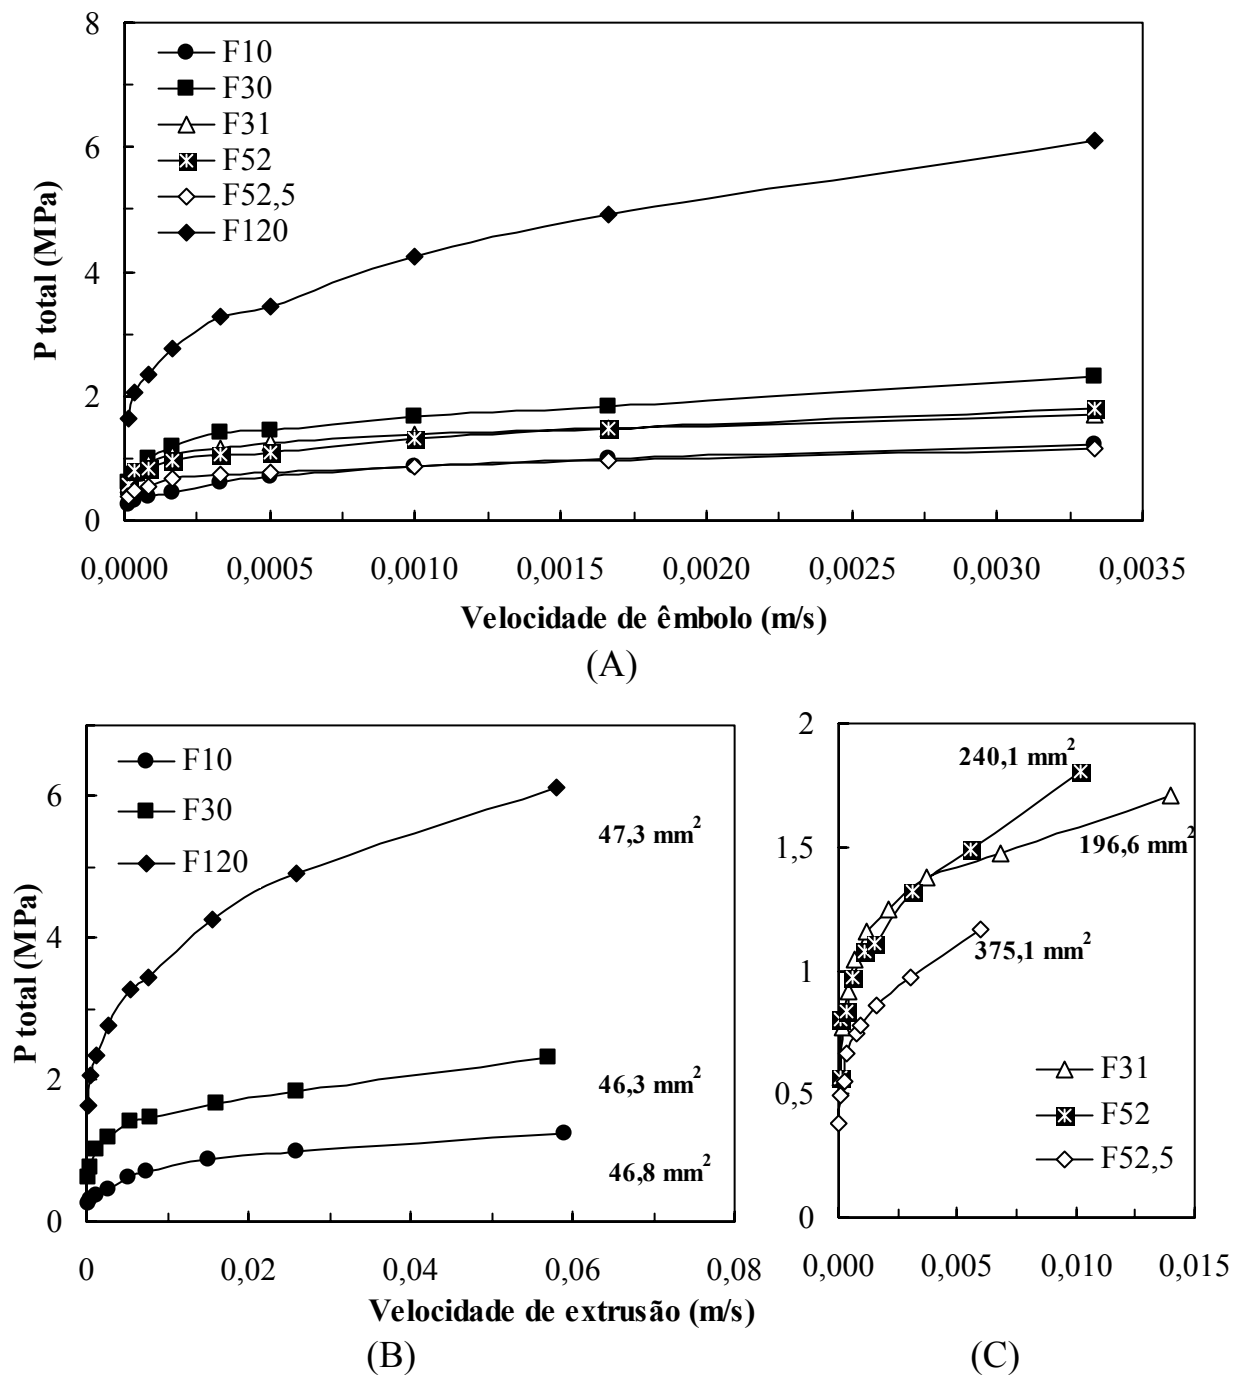 8
6
4
2
0
P total (MPa)
F10
F30
F31
F52
F52,5
F120
0,0000 0,0005 0,0010 0,0015 0,0020 0,0025 0,0030 0,0035
Velocidade de êmbolo (m/s)
(A)
6
4
2
0
P total (MPa)
F10
F30
F120
47,3 mm²
46,3 mm²
46,8 mm²
0 0,02 0,04 0,06 0,08
Velocidade de extrusão (m/s)
(B)
2
1,5
1
0,5
0
240,1 mm²
196,6 mm²
375,1 mm²
F31
F52
F52,5
0,000 0,005 0,010 0,015
(C)